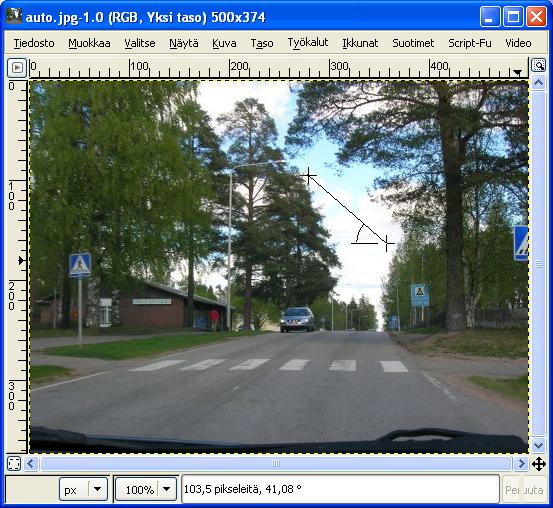 auto.jpg-1.0 (RGB, Yksi taso) 500x374
Tiedosto Muokkaa Valitse Näytä Kuva Taso Työkalut Ikkunat Suotimet Script-Fu Video
0 100 200 300 400
0
100
200
300
px 100% 103,5 pikseleitä, 41,08 ° Peruuta